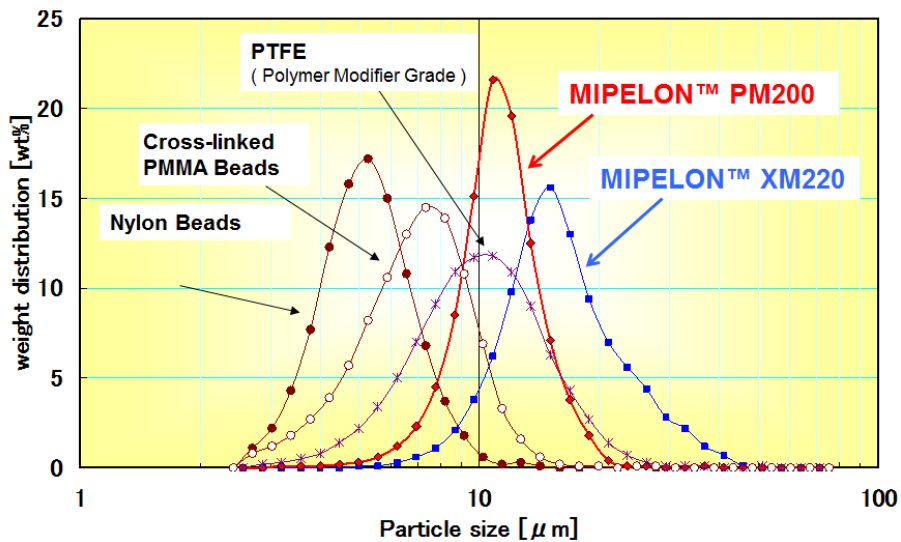 25
20
15
10
5
0
weight distribution [wt%]
PTFE
( Polymer Modifier Grade )
MIPELON™ PM200
Cross-linked
PMMA Beads
MIPELON™ XM220
Nylon Beads
1
10
100
Particle size [μm]